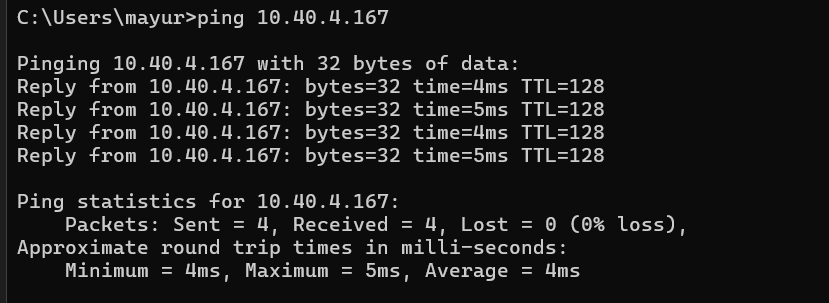 C:\Users\mayur>ping 10.40.4.167
Pinging 10.40.4.167 with 32 bytes of data:
Reply from 10.40.4.167: bytes=32 time=4ms TTL=128
Reply from 10.40.4.167: bytes=32 time=5ms TTL=128
Reply from 10.40.4.167: bytes=32 time=4ms TTL=128
Reply from 10.40.4.167: bytes=32 time=5ms TTL=128
Ping statistics for 10.40.4.167:
    Packets: Sent = 4, Received = 4, Lost = 0 (0% loss),
Approximate round trip times in milli-seconds:
    Minimum = 4ms, Maximum = 5ms, Average = 4ms